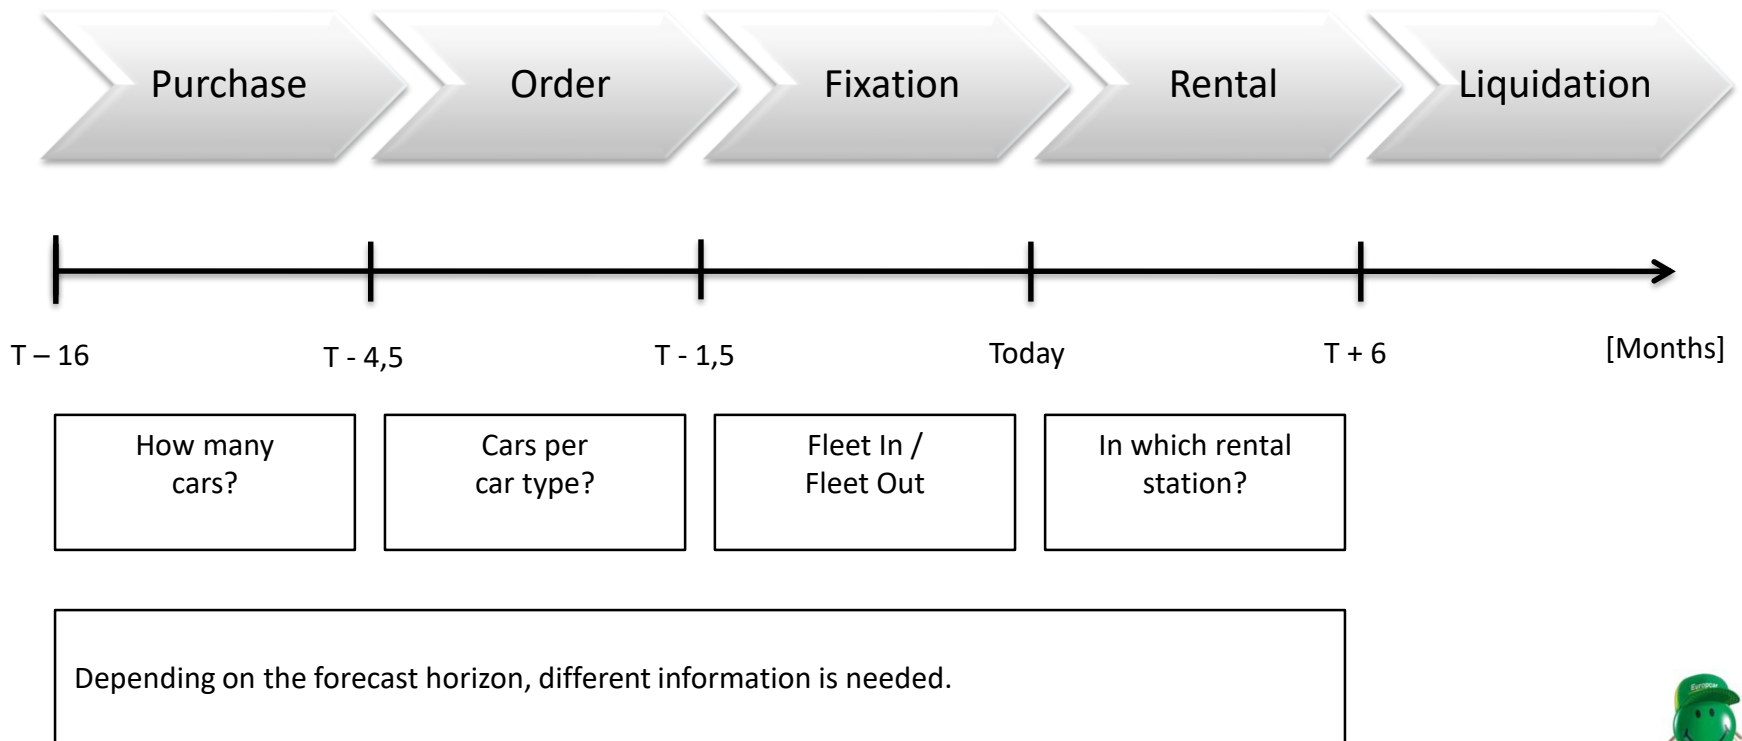 Purchase
Order
Fixation
Rental
Liquidation
T – 16
T - 4,5
T - 1,5
Today
T + 6
[Months]
How many
cars?
Cars per
car type?
Fleet In /
Fleet Out
In which rental
station?
Depending on the forecast horizon, different information is needed.
Europcar